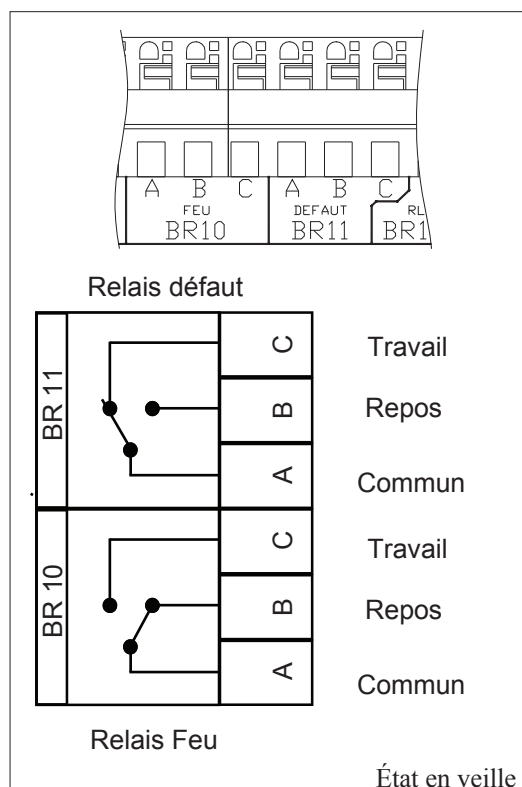 A B C A B C
FEU DEFAUT RL
BR10 BR11 BR1
Relais défaut
BR 11
C Travail
B Repos
A Commun
BR 10
C Travail
B Repos
A Commun
Relais Feu
État en veille